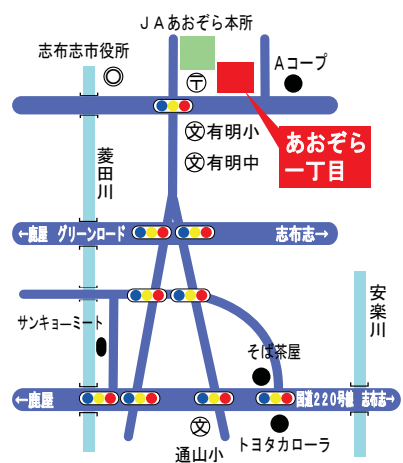 JAあおぞら本所
志布志市役所
Aコープ
〒
文有明小
文有明中
あおぞら
一丁目
菱田川
←鹿屋 グリーンロード
志布志→
安楽川
サンキョーミート
そば茶屋
←鹿屋
国道220号線 志布志→
文
通山小
トヨタカローラ